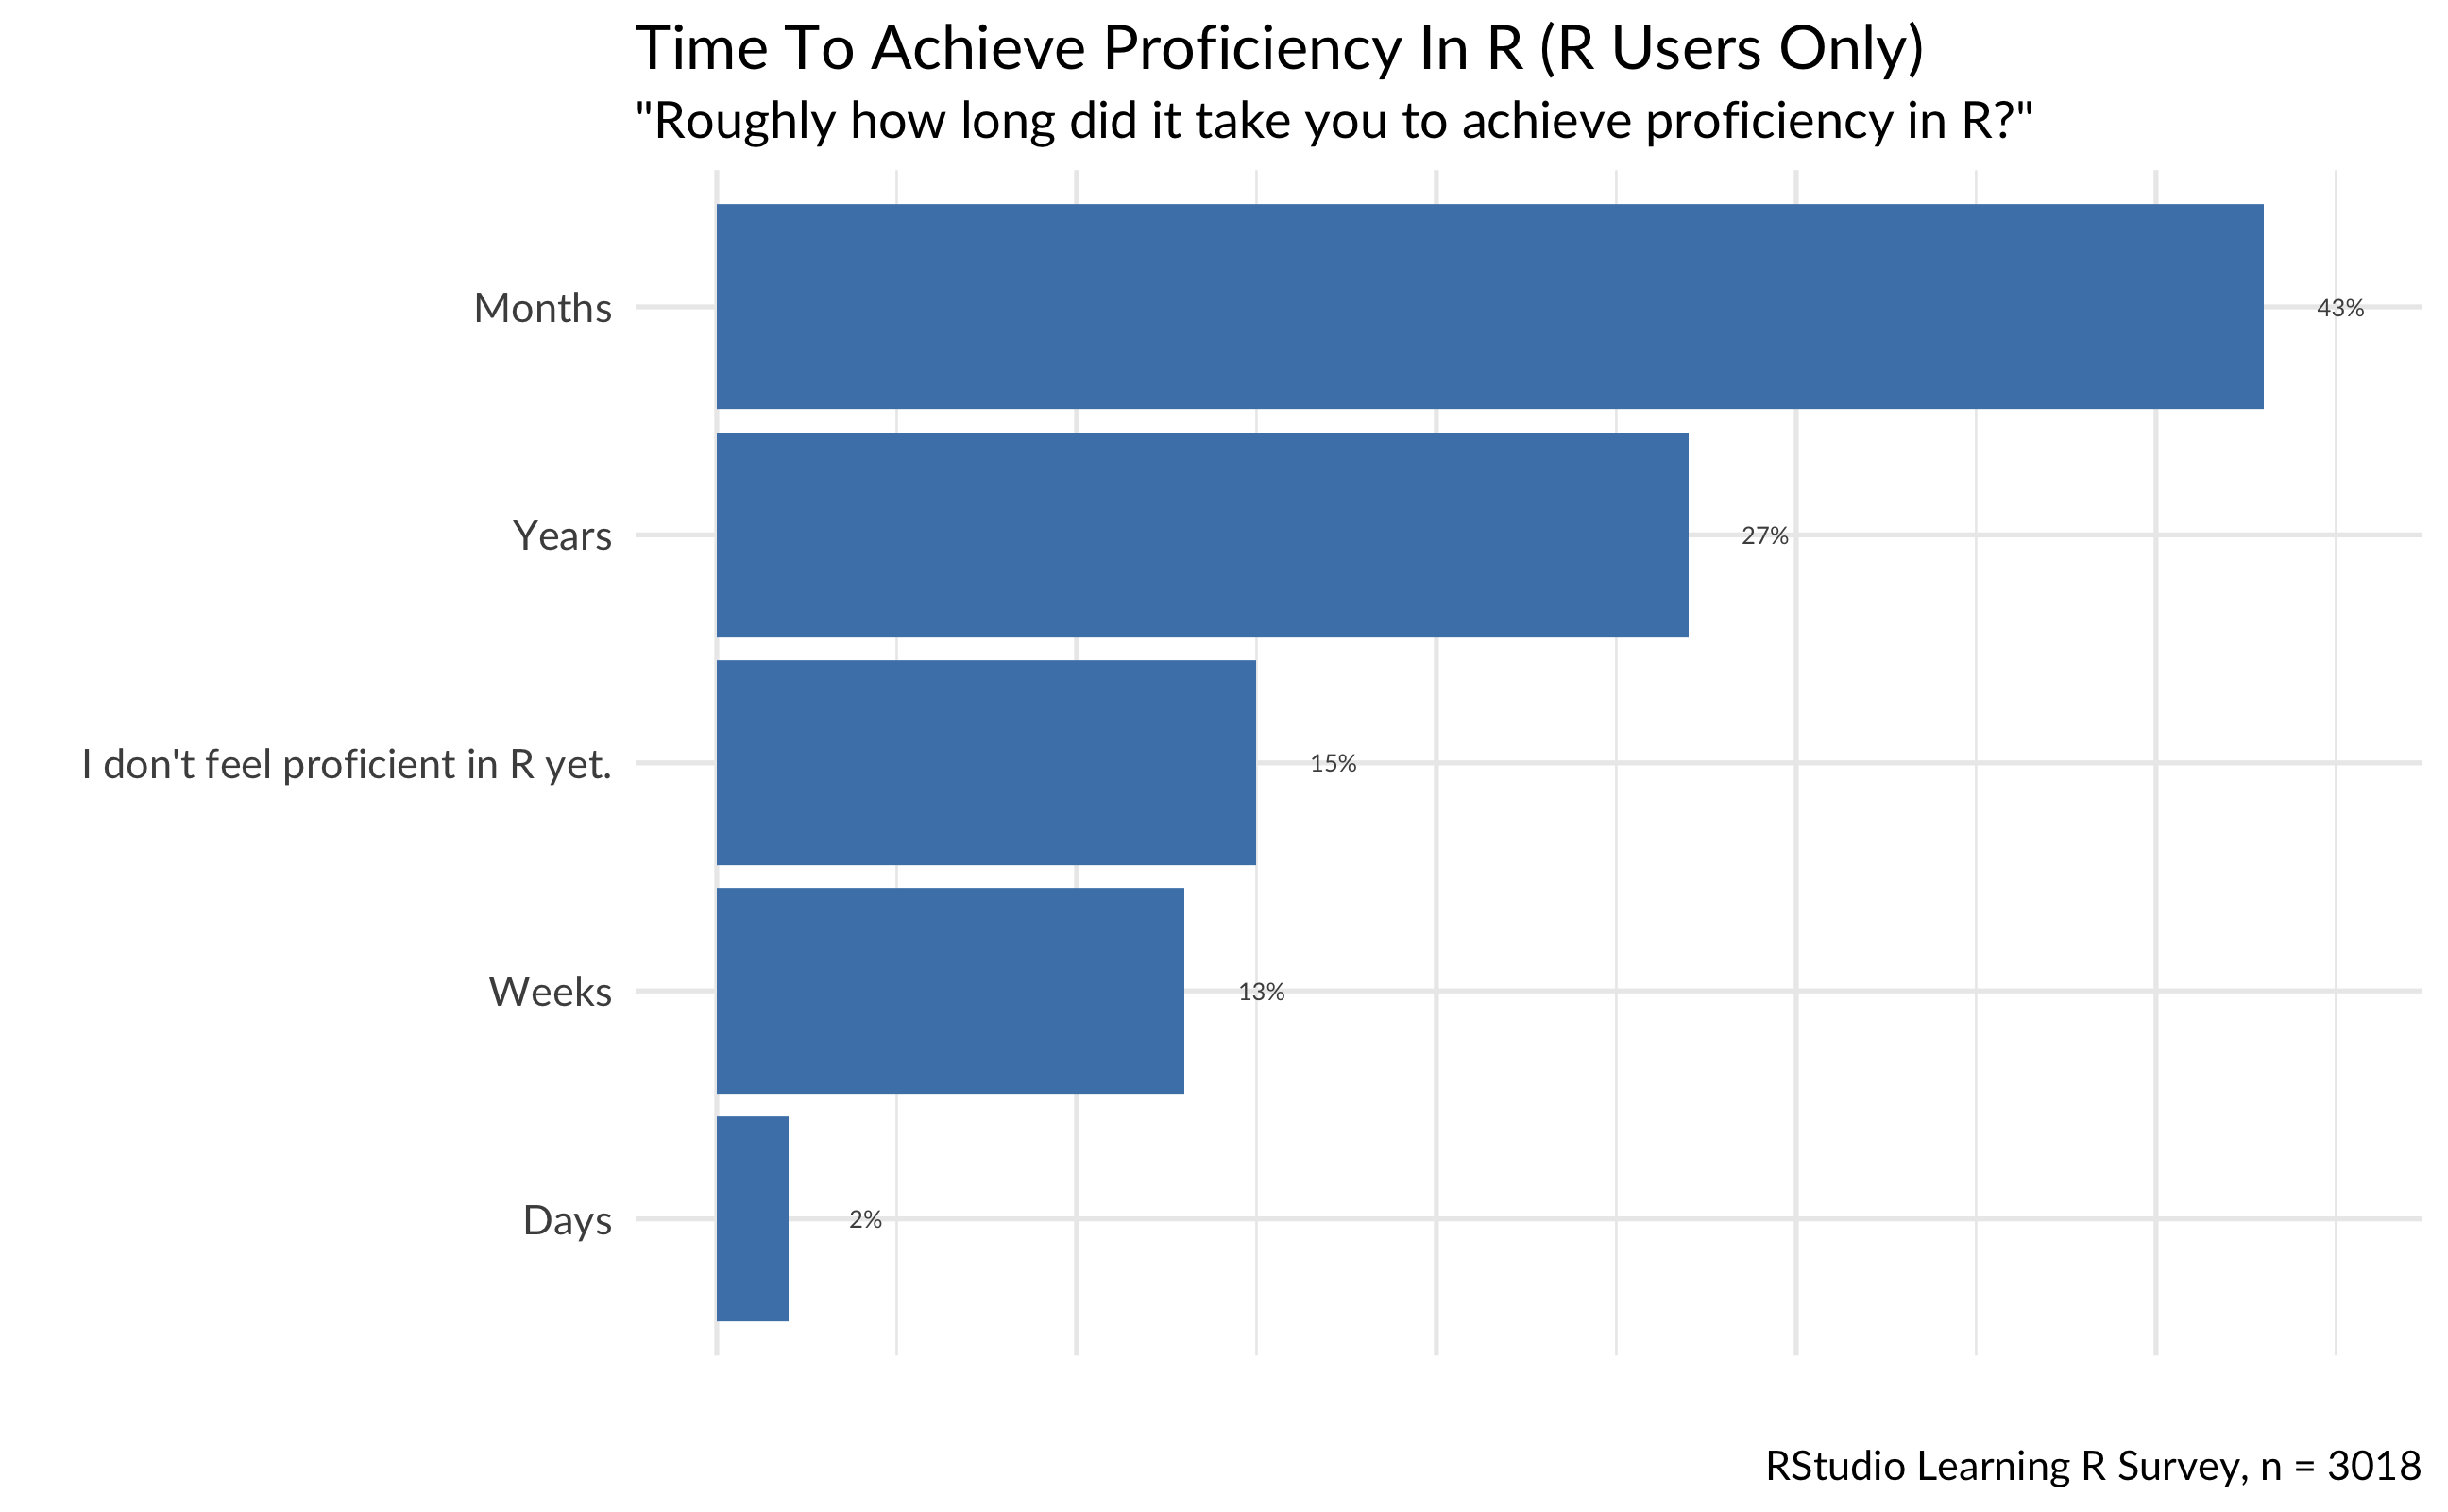 Time To Achieve Proficiency In R (R Users Only)
"Roughly how long did it take you to achieve proficiency in R?"
Months
43%
Years
27%
I don't feel proficient in R yet.
15%
Weeks
13%
Days
2%
RStudio Learning R Survey, n = 3018